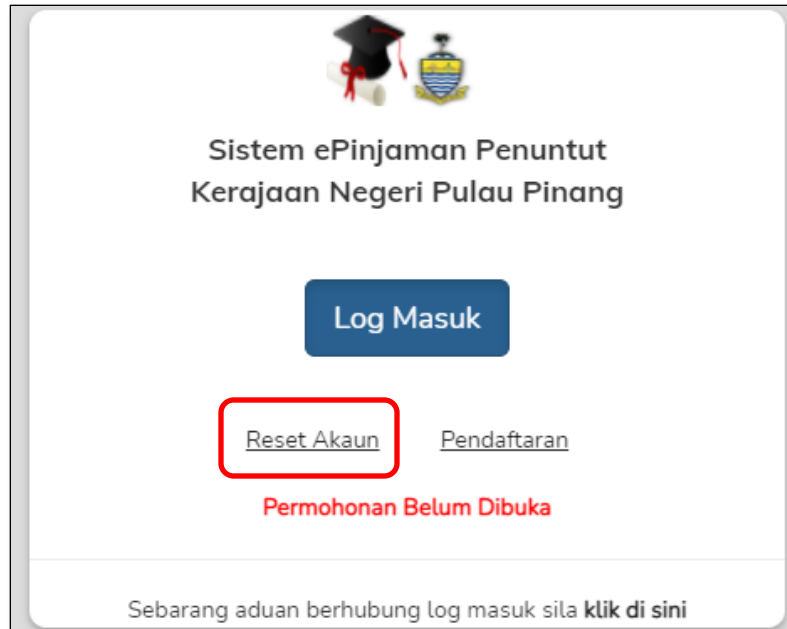 Sistem ePinjaman Penuntut
Kerajaan Negeri Pulau Pinang
Log Masuk
Reset Akaun Pendaftaran
Permohonan Belum Dibuka
Sebarang aduan berhubung log masuk sila klik di sini